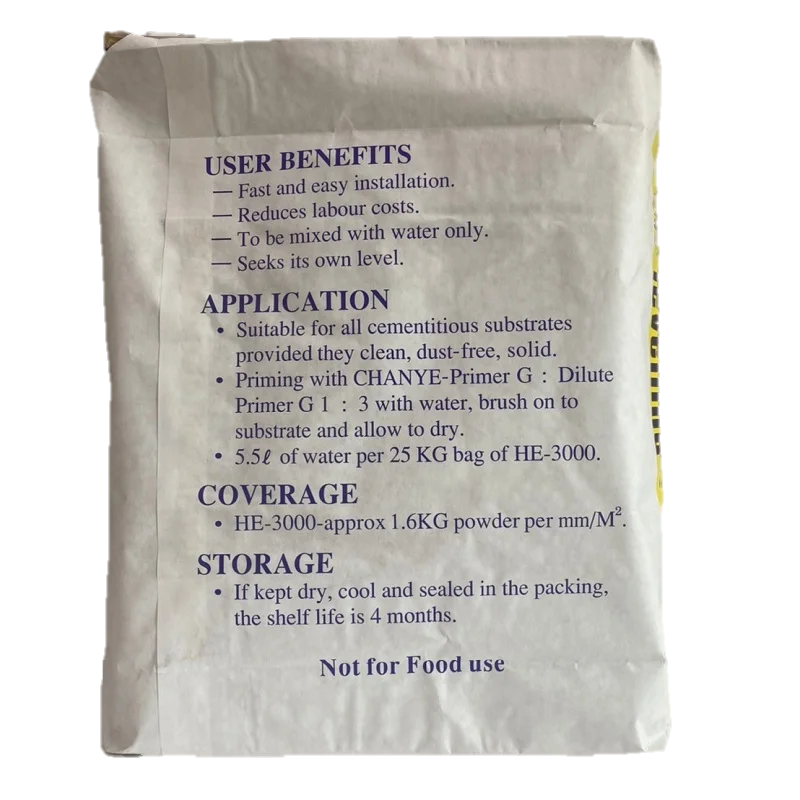 USER BENEFITS
— Fast and easy installation.
— Reduces labour costs.
— To be mixed with water only.
— Seeks its own level.
APPLICATION
• Suitable for all cementitious substrates
provided they clean, dust-free, solid.
• Priming with CHANYE-Primer G : Dilute
Primer G 1 : 3 with water, brush on to
substrate and allow to dry.
• 5.5ℓ of water per 25 KG bag of HE-3000.
COVERAGE
• HE-3000-approx 1.6KG powder per mm/M².
STORAGE
• If kept dry, cool and sealed in the packing,
the shelf life is 4 months.
Not for Food use